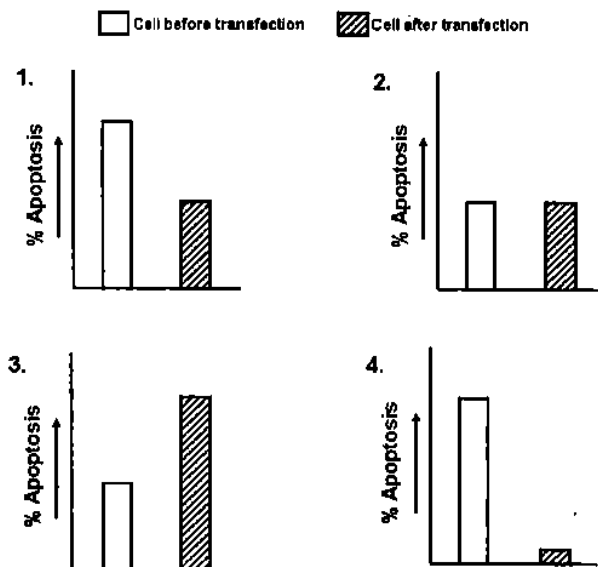 Cell before transfection Cell after transfection
1. 2.
% Apoptosis % Apoptosis
3. 4.
% Apoptosis % Apoptosis